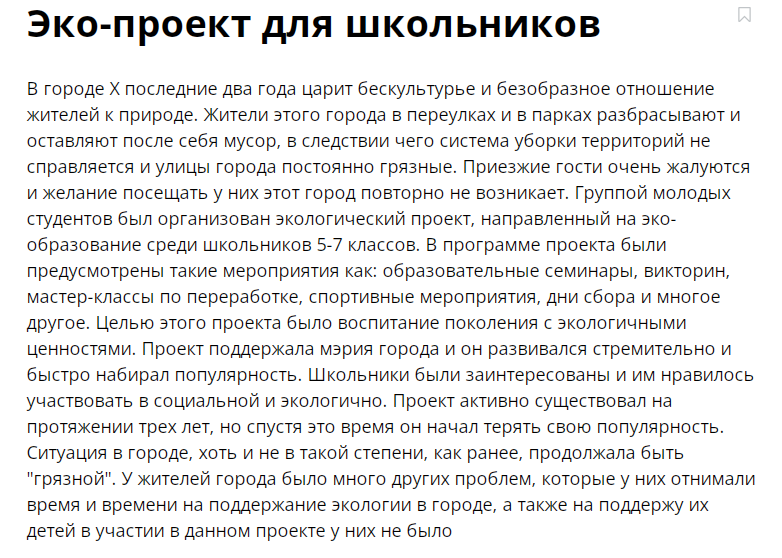 Эко-проект для школьников
В городе Х последние два года царит бескультурье и безобразное отношение
жителей к природе. Жители этого города в переулках и в парках разбрасывают и
оставляют после себя мусор, в следствии чего система уборки территорий не
справляется и улицы города постоянно грязные. Приезжие гости очень жалуются
и желание посещать у них этот город повторно не возникает. Группой молодых
студентов был организован экологический проект, направленный на эко-
образование среди школьников 5-7 классов. В программе проекта были
предусмотрены такие мероприятия как: образовательные семинары, викторин,
мастер-классы по переработке, спортивные мероприятия, дни сбора и многое
другое. Целью этого проекта было воспитание поколения с экологичными
ценностями. Проект поддержала мэрия города и он развивался стремительно и
быстро набирал популярность. Школьники были заинтересованы и им нравилось
участвовать в социальной и экологично. Проект активно существовал на
протяжении трех лет, но спустя это время он начал терять свою популярность.
Ситуация в городе, хоть и не в такой степени, как ранее, продолжала быть
"грязной". У жителей города было много других проблем, которые у них отнимали
время и времени на поддержание экологии в городе, а также на поддержу их
детей в участии в данном проекте у них не было